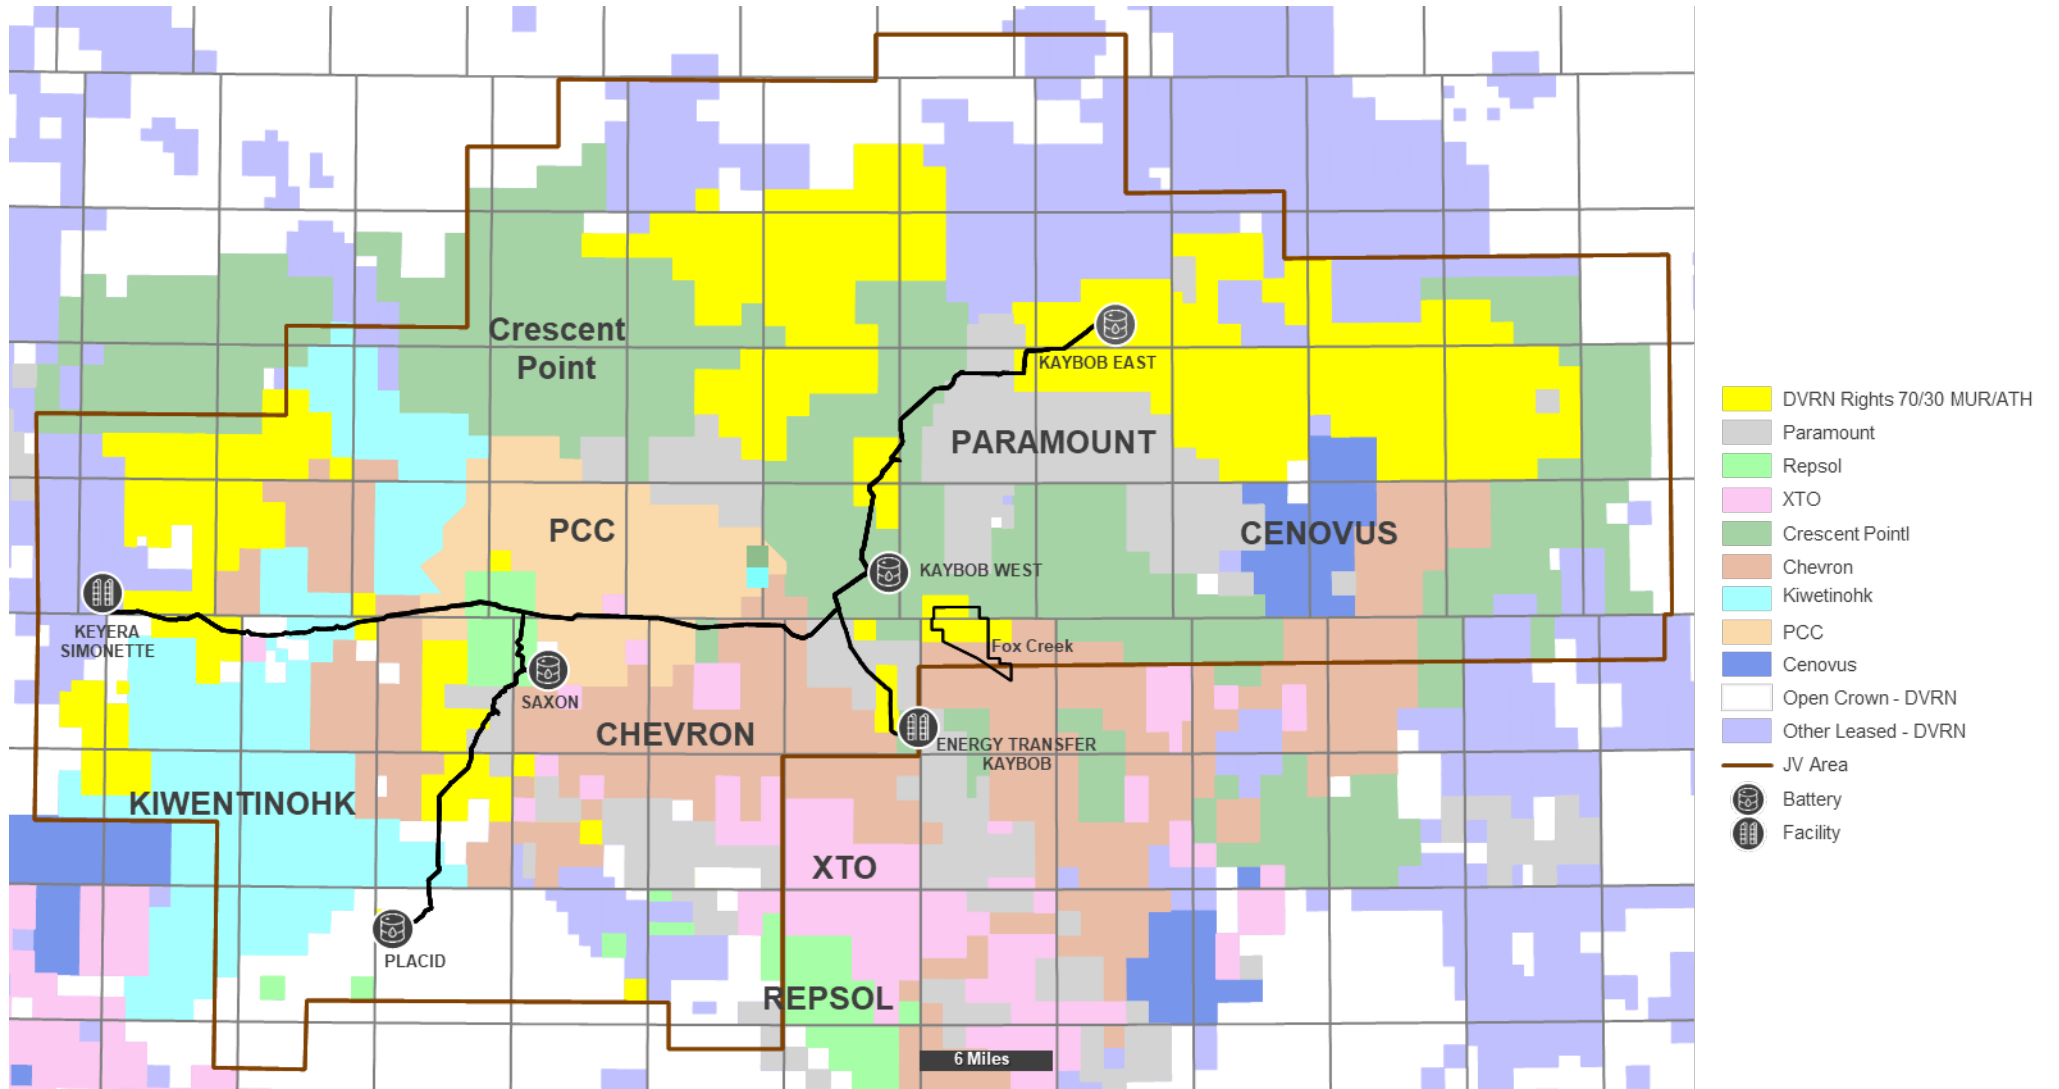 Crescent
Point
KAYBOB EAST
PARAMOUNT
PCC
CENOVUS
KAYBOB WEST
KEYERA
SIMONETTE
Fox Creek
SAXON
CHEVRON
ENERGY TRANSFER
KAYBOB
KIWENTINOHK
XTO
PLACID
REPSOL
6 Miles
DVRN Rights 70/30 MUR/ATH
Paramount
Repsol
XTO
Crescent Pointl
Chevron
Kiwetinohk
PCC
Cenovus
Open Crown - DVRN
Other Leased - DVRN
JV Area
Battery
Facility